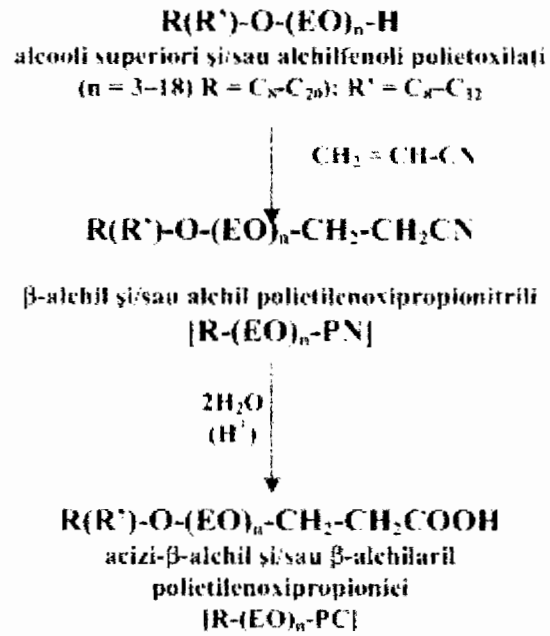 R(R')-O-(EO)ₙ-H
alcooli superiori şi/sau alchilfenoli polietoxilaţi
(n = 3–18) R = C₈-C₂₀); R' = C₈–C₁₂
CH₂ = CH-CN
R(R')-O-(EO)ₙ-CH₂-CH₂CN
β-alchil şi/sau alchil polietilenoxipropionitrili
[R-(EO)ₙ-PN]
2H₂O
(H⁺)
R(R')-O-(EO)ₙ-CH₂-CH₂COOH
acizi-β-alchil şi/sau β-alchilaril
polietilenoxipropionici
[R-(EO)ₙ-PC]